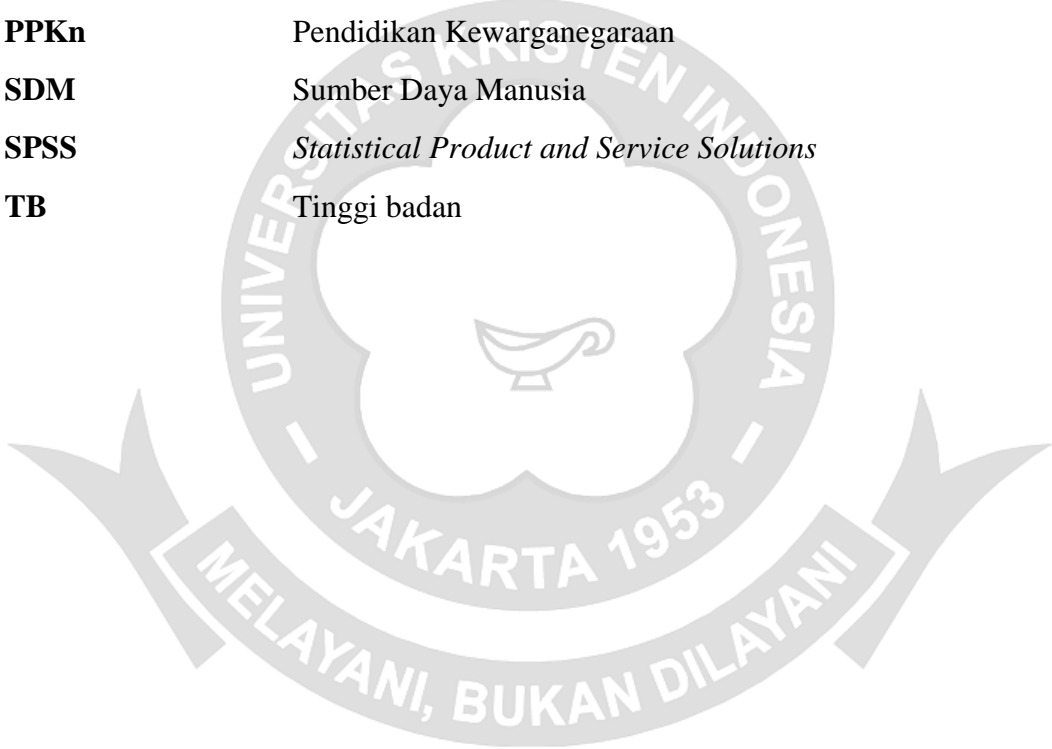 PPKn Pendidikan Kewarganegaraan
SDM Sumber Daya Manusia
SPSS Statistical Product and Service Solutions
TB Tinggi badan
UNIVERSITAS KRISTEN INDONESIA
JAKARTA 1953
MELAYANI, BUKAN DILAYANI